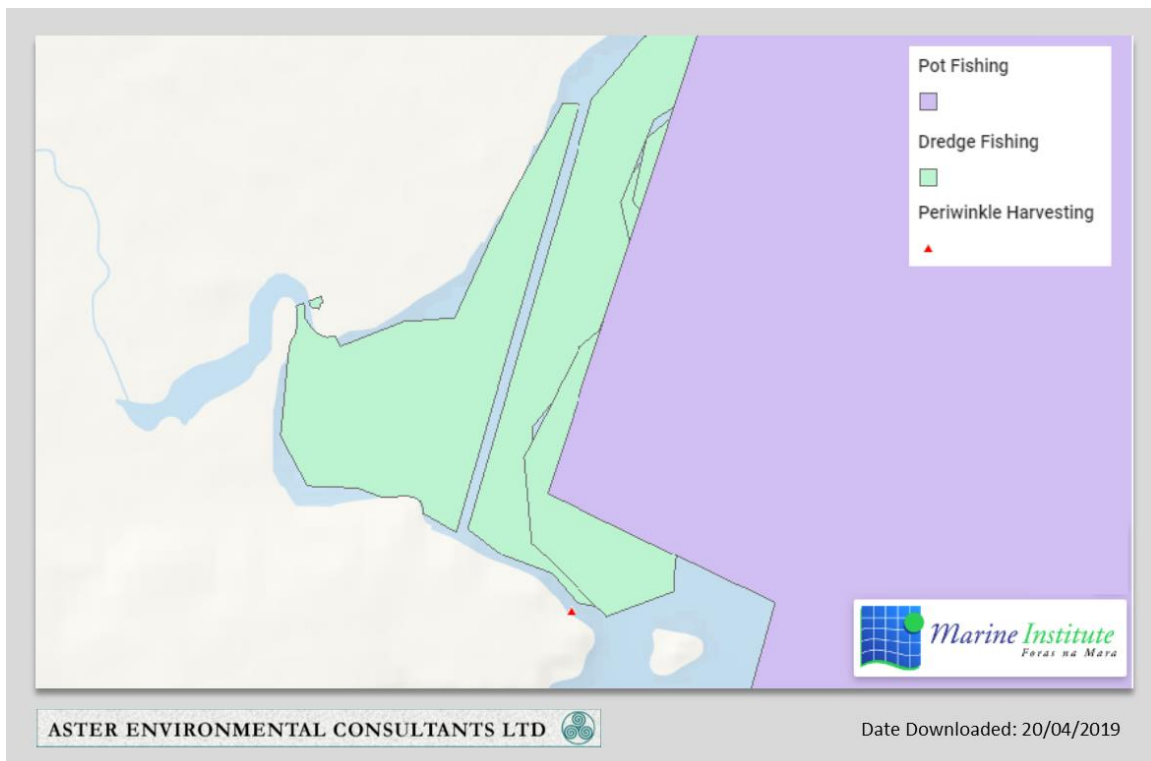 Pot Fishing
Dredge Fishing
Periwinkle Harvesting
Marine Institute
Foras na Mara
ASTER ENVIRONMENTAL CONSULTANTS LTD
Date Downloaded: 20/04/2019